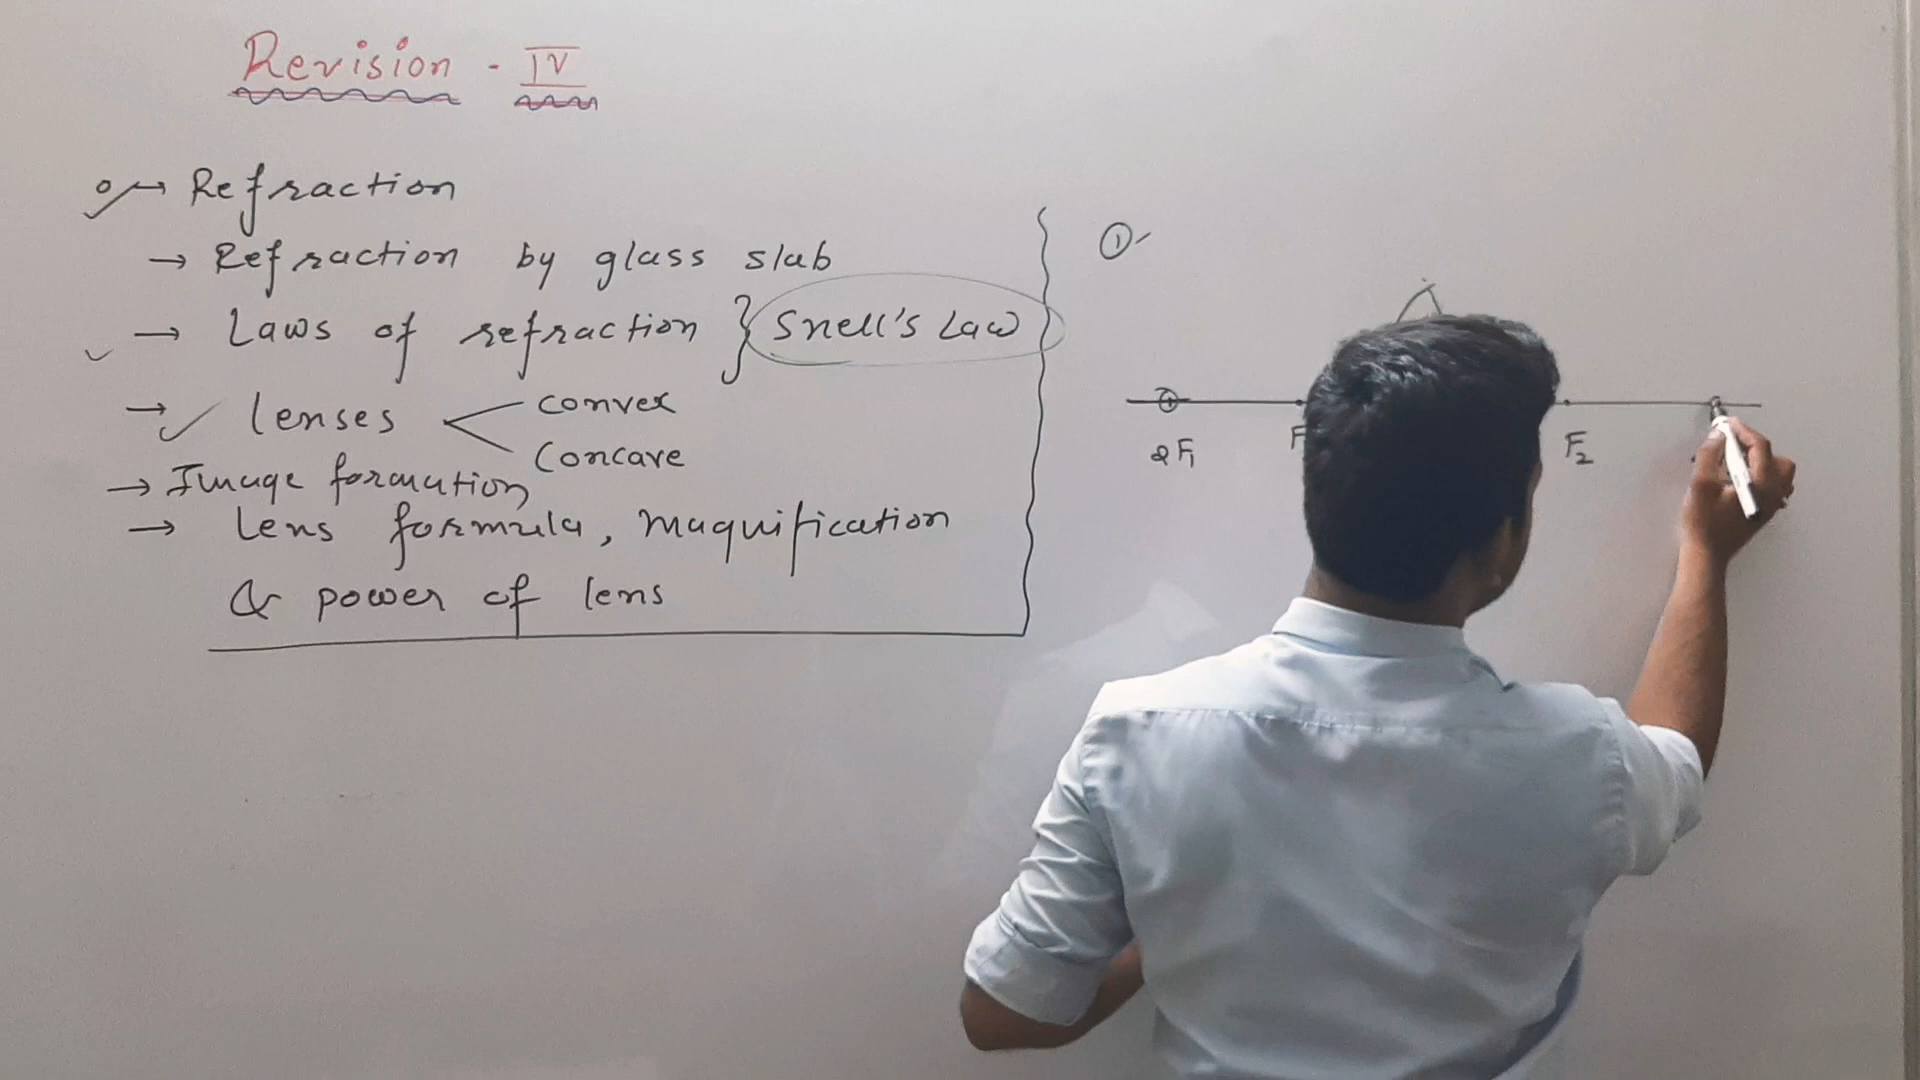 Revision - IV
→ Refraction
→ Refraction by glass slab
→ Laws of refraction } Snell's Law
→ lenses < convex
concave
→ Image formation
→ Lens formula, Magnification
& power of lens
①
2F₁ F F₂